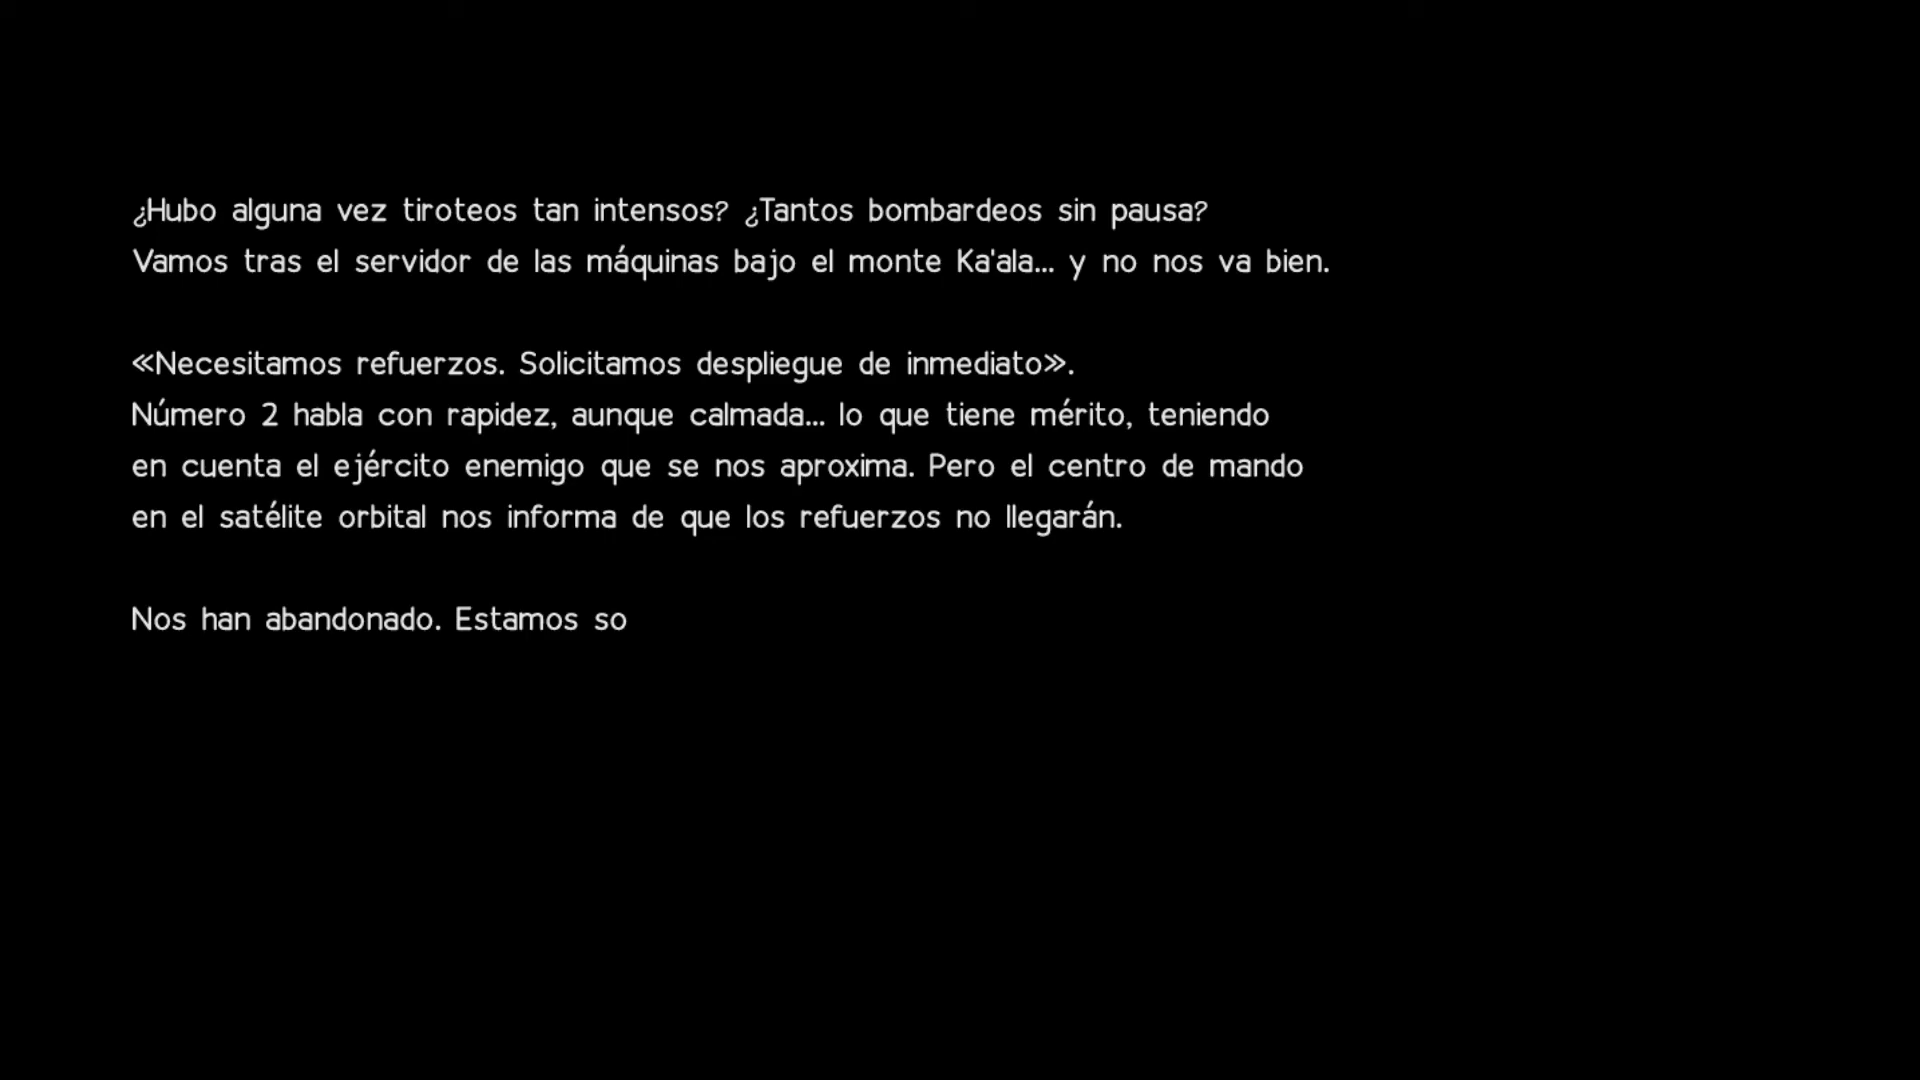 ¿Hubo alguna vez tiroteos tan intensos? ¿Tantos bombardeos sin pausa?
Vamos tras el servidor de las máquinas bajo el monte Ka'ala... y no nos va bien.
«Necesitamos refuerzos. Solicitamos despliegue de inmediato».
Número 2 habla con rapidez, aunque calmada... lo que tiene mérito, teniendo
en cuenta el ejército enemigo que se nos aproxima. Pero el centro de mando
en el satélite orbital nos informa de que los refuerzos no llegarán.
Nos han abandonado. Estamos so